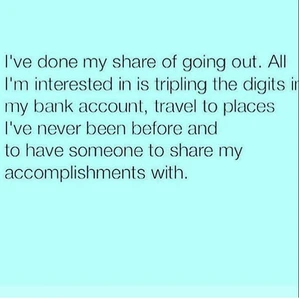 I've done my share of going out. All
I'm interested in is tripling the digits in
my bank account, travel to places
I've never been before and
to have someone to share my
accomplishments with.